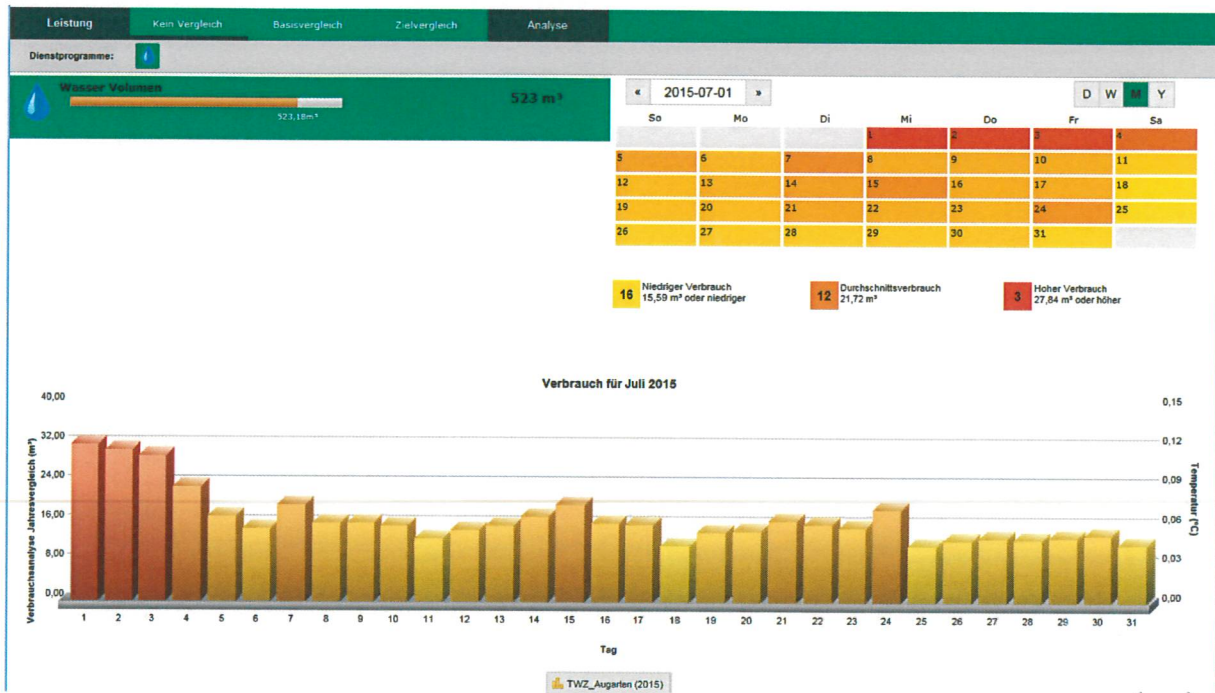 Leistung Kein Vergleich Basisvergleich Zielvergleich Analyse
Dienstprogramme:
Wasser Volumen 523 m³
523,18m³
« 2015-07-01 » D W M Y
So Mo Di Mi Do Fr Sa
1 2 3 4
5 6 7 8 9 10 11
12 13 14 15 16 17 18
19 20 21 22 23 24 25
26 27 28 29 30 31
16 Niedriger Verbrauch
15,59 m³ oder niedriger
12 Durchschnittsverbrauch
21,72 m³
3 Hoher Verbrauch
27,84 m³ oder höher
Verbrauch für Juli 2015
Verbrauchsanalyse Jahresvergleich (m³)
40,00
32,00
24,00
16,00
8,00
0,00
0,15
0,12
0,09
0,06
0,03
0,00
Temperatur (°C)
1 2 3 4 5 6 7 8 9 10 11 12 13 14 15 16 17 18 19 20 21 22 23 24 25 26 27 28 29 30 31
Tag
TWZ_Augarten (2015)